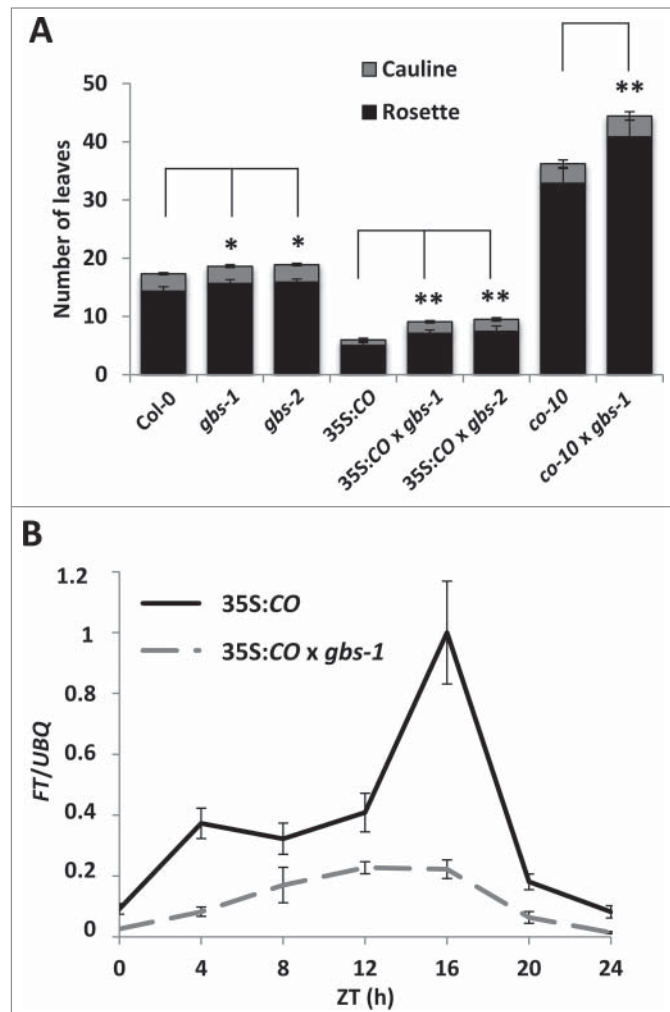 A
Cauline
Rosette
Number of leaves
50
40
30
20
10
0
*
*
**
**
**
Col-0
gbs-1
gbs-2
35S:CO
35S:CO x gbs-1
35S:CO x gbs-2
co-10
co-10 x gbs-1
B
35S:CO
35S:CO x gbs-1
FT/UBQ
1.2
1
0.8
0.6
0.4
0.2
0
0 4 8 12 16 20 24
ZT (h)